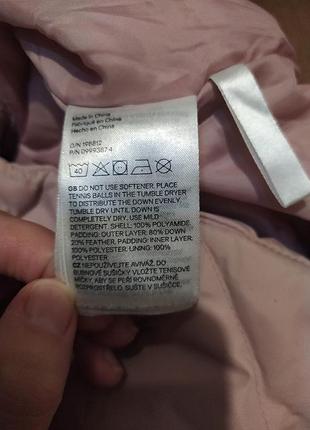 Made in China
Fabriqué en Chine
Hecho en China
O/N 198812
P/N D9993874
40
GB DO NOT USE SOFTENER. PLACE
TENNIS BALLS IN THE TUMBLE DRYER
TO DISTRIBUTE THE DOWN EVENLY
TUMBLE DRY UNTIL DOWN IS
COMPLETELY DRY. USE MILD
DETERGENT. SHELL: 100% POLYAMIDE.
PADDING: OUTER LAYER: 80% DOWN
20% FEATHER, PADDING: INNER LAYER:
100% POLYESTER. LINING: 100%
POLYESTER
CZ NEPOUŽÍVEJTE AVIVÁŽ. DO
BUBNOVÉ SUŠIČKY VLOŽTE TENISOVÉ
MÍČKY, ABY SE PEŘÍ ROVNOMĚRNĚ
ROZPROSTŘELO. SUŠTE V SUŠIČCE,